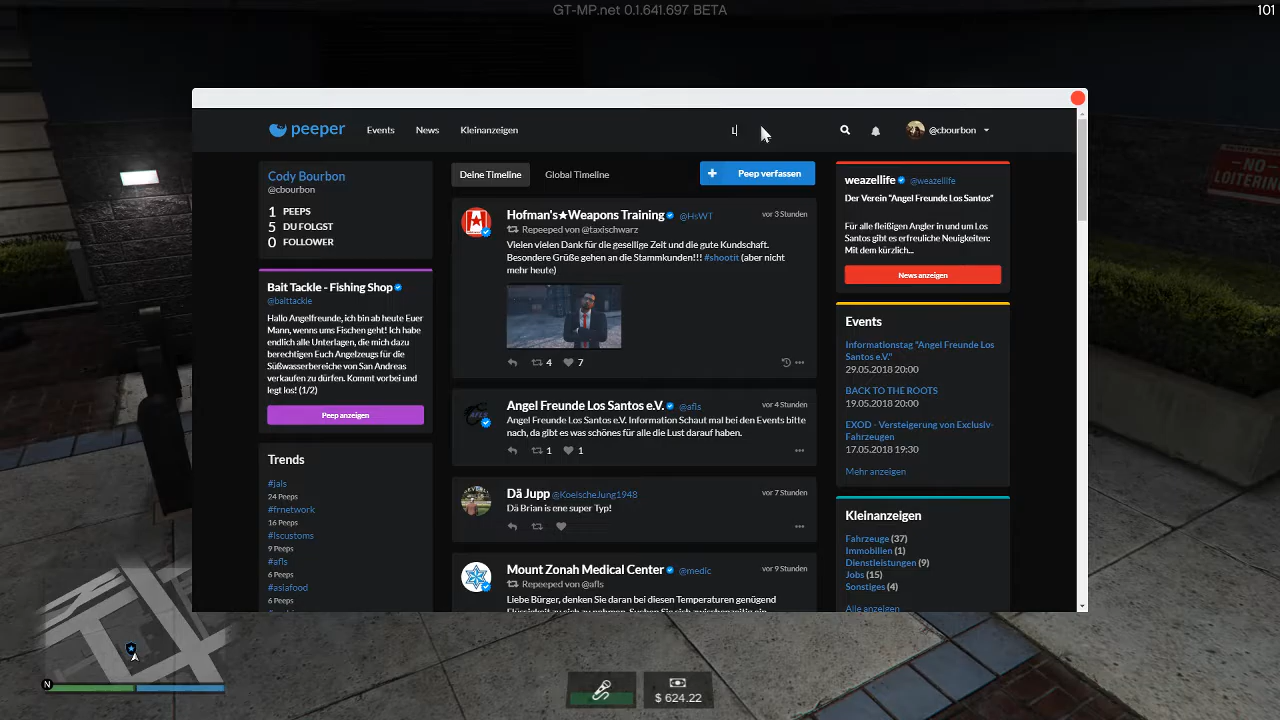 GT-MP.net 0.1.641.697 BETA
101
peeper
Events
News
Kleinanzeigen
L
@cbourbon
Cody Bourbon
@cbourbon
1 PEEPS
5 DU FOLGST
0 FOLLOWER
Bait Tackle - Fishing Shop
@baittackle
Hallo Angelfreunde, ich bin ab heute Euer
Mann, wenns ums Fischen geht! Ich habe
endlich alle Unterlagen, die mich dazu
berechtigen Euch Angelzeugs für die
Süßwasserbereiche von San Andreas
verkaufen zu dürfen. Kommt vorbei und
legt los! (1/2)
Peep anzeigen
Trends
#jals
24 Peeps
#frnetwork
16 Peeps
#lscustoms
9 Peeps
#afls
6 Peeps
#asiafood
6 Peeps
Deine Timeline
Global Timeline
+ Peep verfassen
Hofman's★Weapons Training @HsWT
vor 3 Stunden
Repeeped von @taxischwarz
Vielen vielen Dank für die gesellige Zeit und die gute Kundschaft.
Besondere Grüße gehen an die Stammkunden!!! #shootit (aber nicht
mehr heute)
4 7
Angel Freunde Los Santos e.V. @afls
vor 4 Stunden
Angel Freunde Los Santos e.V. Information Schaut mal bei den Events bitte
nach, da gibt es was schönes für alle die Lust darauf haben.
1 1
Dä Jupp @KoelscheJung1948
vor 7 Stunden
Dä Brian is ene super Typ!
Mount Zonah Medical Center @medic
vor 9 Stunden
Repeeped von @afls
Liebe Bürger, denken Sie daran bei diesen Temperaturen genügend
Flüssigkeit zu sich zu nehmen. Suchen Sie sich zwischenzeitig ein
weazellife @weazellife
Der Verein "Angel Freunde Los Santos"
Für alle fleißigen Angler in und um Los
Santos gibt es erfreuliche Neuigkeiten:
Mit dem kürzlich...
News anzeigen
Events
Informationstag "Angel Freunde Los
Santos e.V."
29.05.2018 20:00
BACK TO THE ROOTS
19.05.2018 20:00
EXOD - Versteigerung von Exclusiv-
Fahrzeugen
17.05.2018 19:30
Mehr anzeigen
Kleinanzeigen
Fahrzeuge (37)
Immobilien (1)
Dienstleistungen (9)
Jobs (15)
Sonstiges (4)
Alle anzeigen
NO
LOITERING
N
$ 624.22